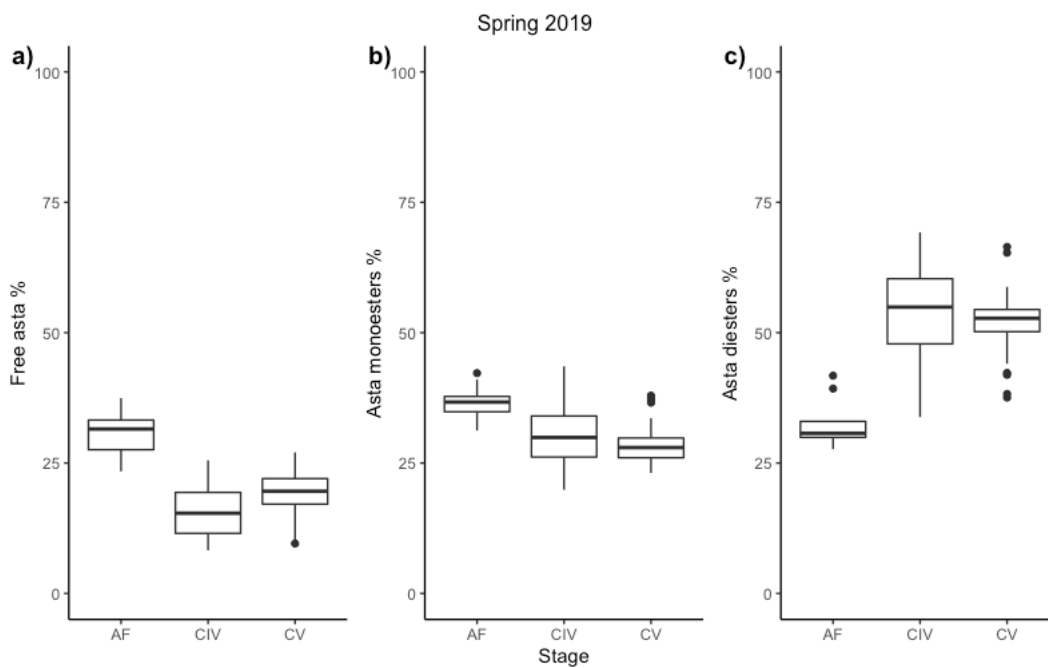 Spring 2019
a)
Free asta %
100
75
50
25
0
AF CIV CV
b)
Asta monoesters %
100
75
50
25
0
AF CIV CV
c)
Asta diesters %
100
75
50
25
0
AF CIV CV
Stage